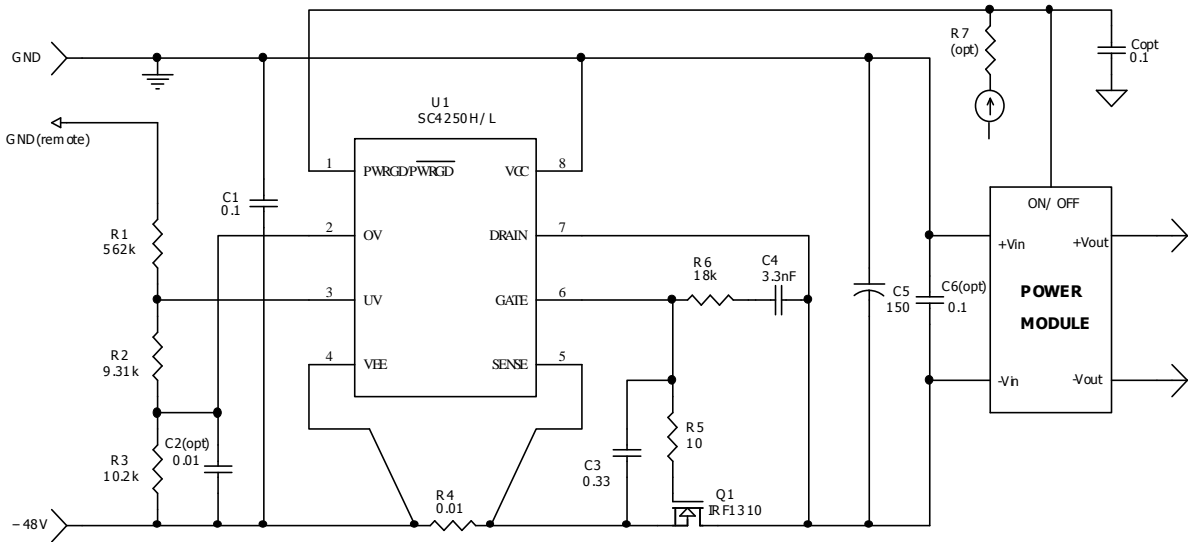 R7
(opt)
Copt
0.1
GND
U1
SC4250H/L
GND(remote)
1
PWRGD/PWRGD
VCC
8
C1
0.1
ON/OFF
R1
562k
2
OV
DRAIN
7
+Vin
+Vout
R6
18k
C4
3.3nF
3
UV
GATE
6
C5
150
C6(opt)
0.1
POWER
MODULE
R2
9.31k
4
VEE
SENSE
5
-Vin
-Vout
R5
10
C2(opt)
0.01
R3
10.2k
C3
0.33
R4
0.01
Q1
IRF1310
−48V